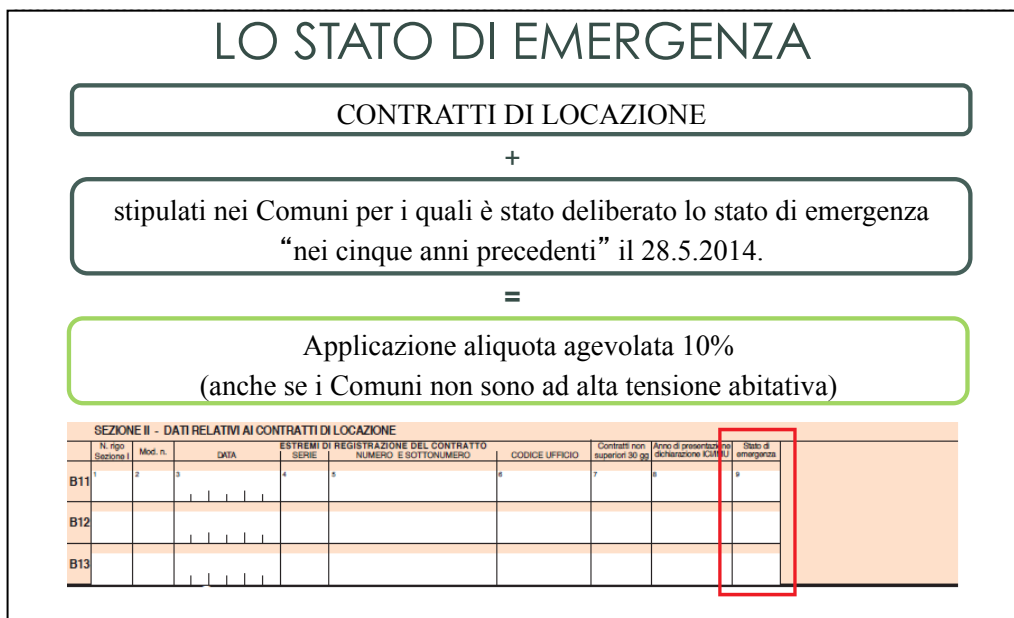 LO STATO DI EMERGENZA
CONTRATTI DI LOCAZIONE
+
stipulati nei Comuni per i quali è stato deliberato lo stato di emergenza
“nei cinque anni precedenti” il 28.5.2014.
=
Applicazione aliquota agevolata 10%
(anche se i Comuni non sono ad alta tensione abitativa)
SEZIONE II - DATI RELATIVI AI CONTRATTI DI LOCAZIONE
N. rigo Sezione I
Mod. n.
ESTREMI DI REGISTRAZIONE DEL CONTRATTO
DATA
SERIE
NUMERO E SOTTONUMERO
CODICE UFFICIO
Contratti non superiori 30 gg
Anno di presentazione dichiarazione ICI/IMU
Stato di emergenza
B11 1 2 3 4 5 6 7 8 9
B12
B13